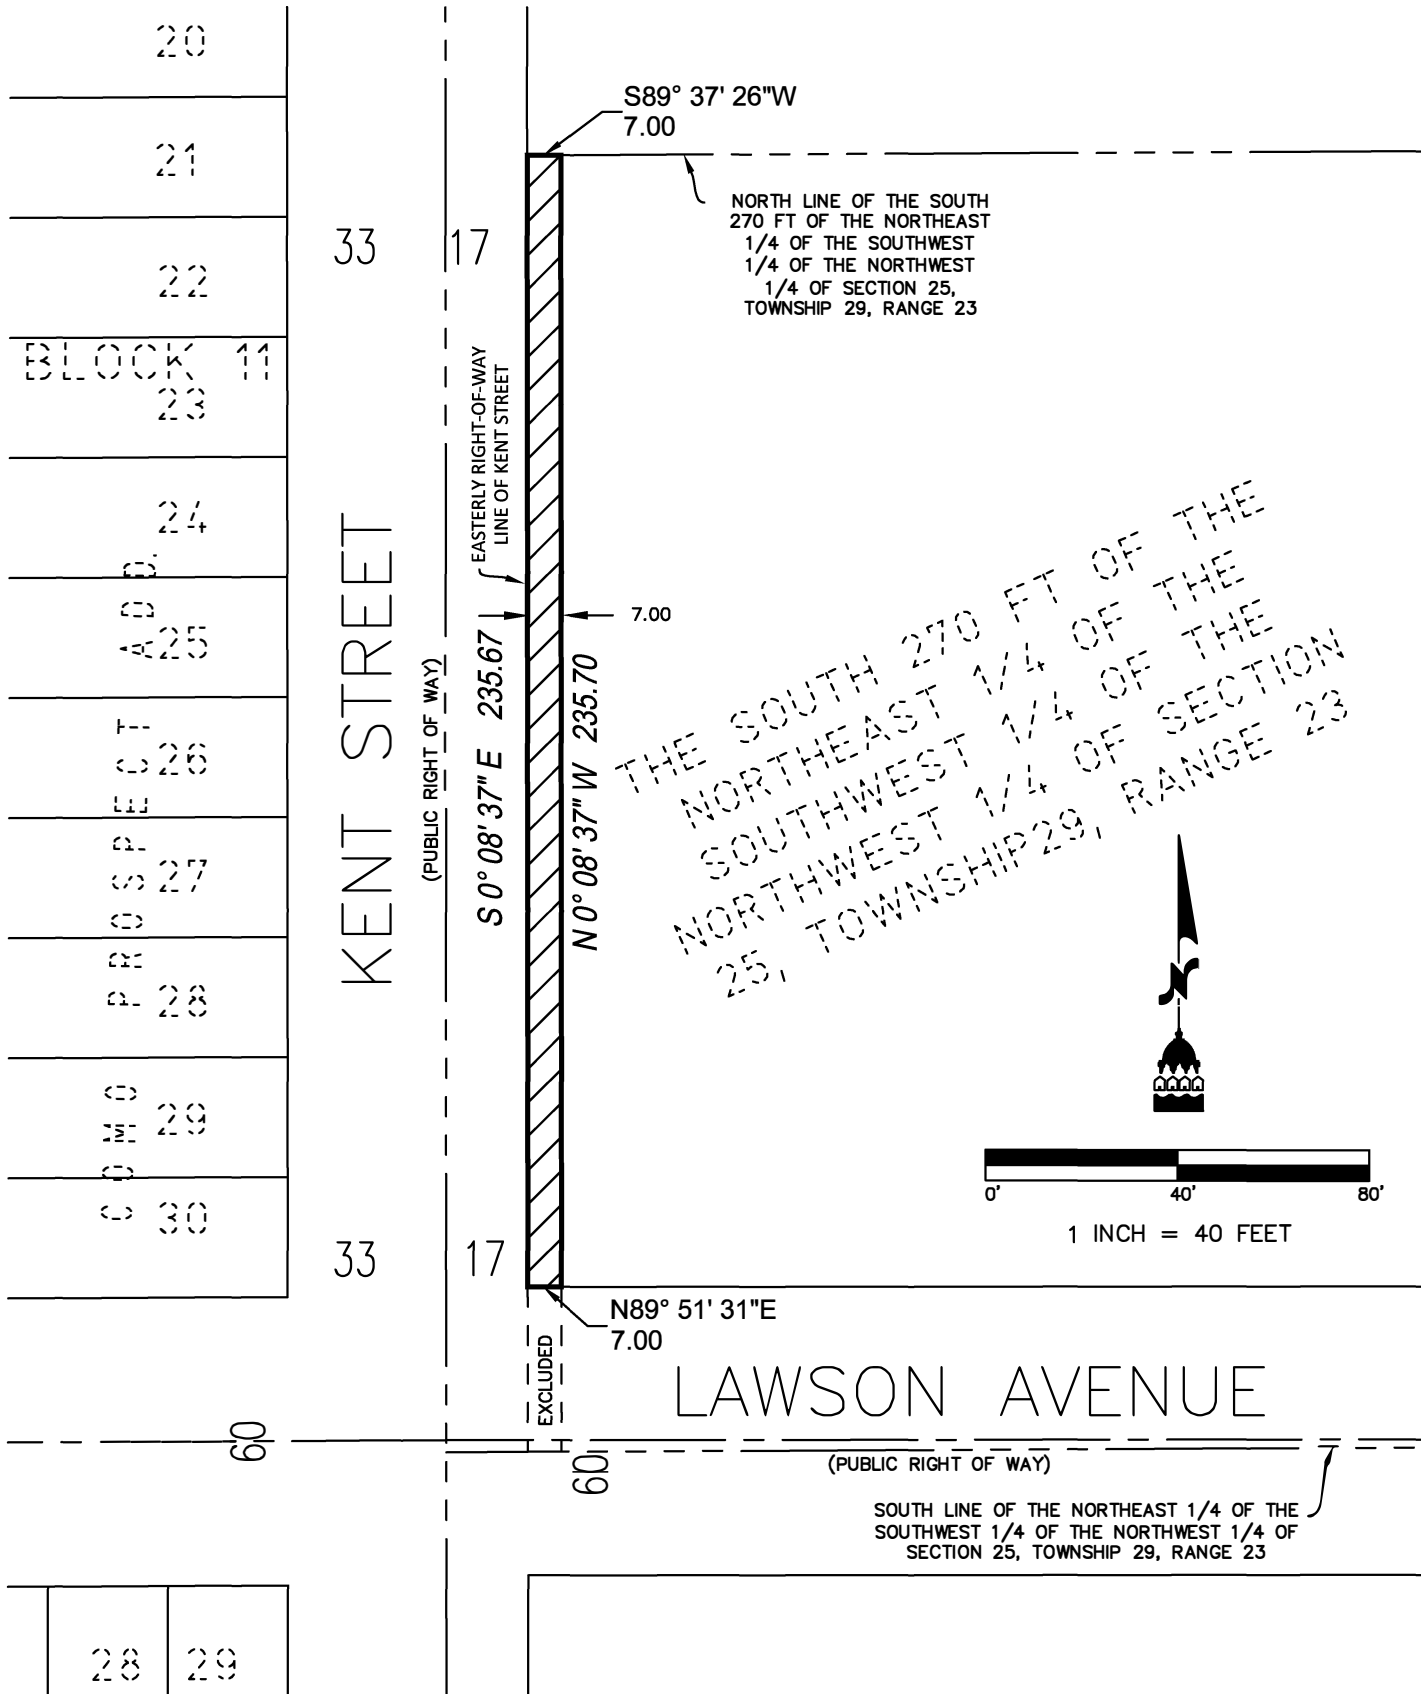 20
21
22
BLOCK 11
23
24
25
26
27
28
29
30
COMO PROSPECT ADD.
33
17
KENT STREET
(PUBLIC RIGHT OF WAY)
EASTERLY RIGHT-OF-WAY
LINE OF KENT STREET
S89° 37' 26"W
7.00
NORTH LINE OF THE SOUTH
270 FT OF THE NORTHEAST
1/4 OF THE SOUTHWEST
1/4 OF THE NORTHWEST
1/4 OF SECTION 25,
TOWNSHIP 29, RANGE 23
7.00
S 0° 08' 37" E 235.67
N 0° 08' 37" W 235.70
THE SOUTH 270 FT OF THE
NORTHEAST 1/4 OF THE
SOUTHWEST 1/4 OF THE
NORTHWEST 1/4 OF SECTION
25, TOWNSHIP29, RANGE 23
N
0'
40'
80'
1 INCH = 40 FEET
33
17
N89° 51' 31"E
7.00
EXCLUDED
LAWSON AVENUE
60
60
(PUBLIC RIGHT OF WAY)
SOUTH LINE OF THE NORTHEAST 1/4 OF THE
SOUTHWEST 1/4 OF THE NORTHWEST 1/4 OF
SECTION 25, TOWNSHIP 29, RANGE 23
28
29